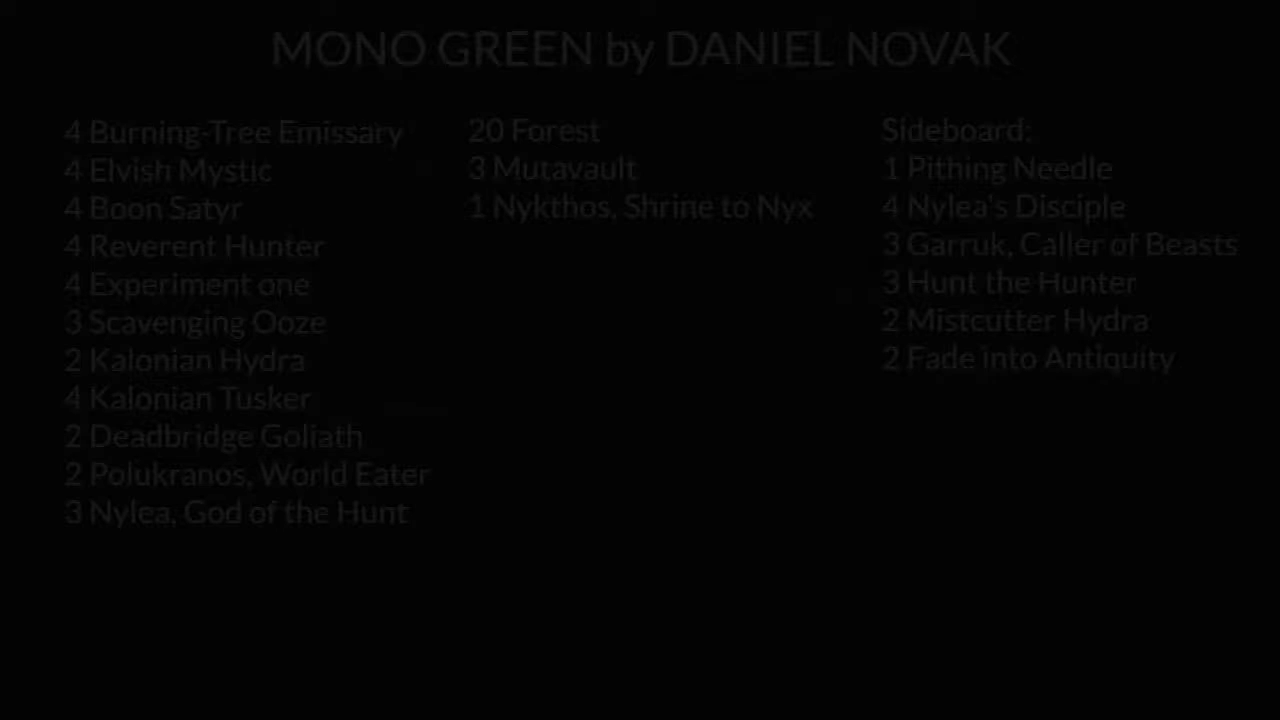 MONO GREEN by DANIEL NOVAK
4 Burning-Tree Emissary
4 Elvish Mystic
4 Boon Satyr
4 Reverent Hunter
4 Experiment one
3 Scavenging Ooze
2 Kalonian Hydra
4 Kalonian Tusker
2 Deadbridge Goliath
2 Polukranos, World Eater
3 Nylea, God of the Hunt
20 Forest
3 Mutavault
1 Nykthos, Shrine to Nyx
Sideboard:
1 Pithing Needle
4 Nylea's Disciple
3 Garruk, Caller of Beasts
3 Hunt the Hunter
2 Mistcutter Hydra
2 Fade into Antiquity